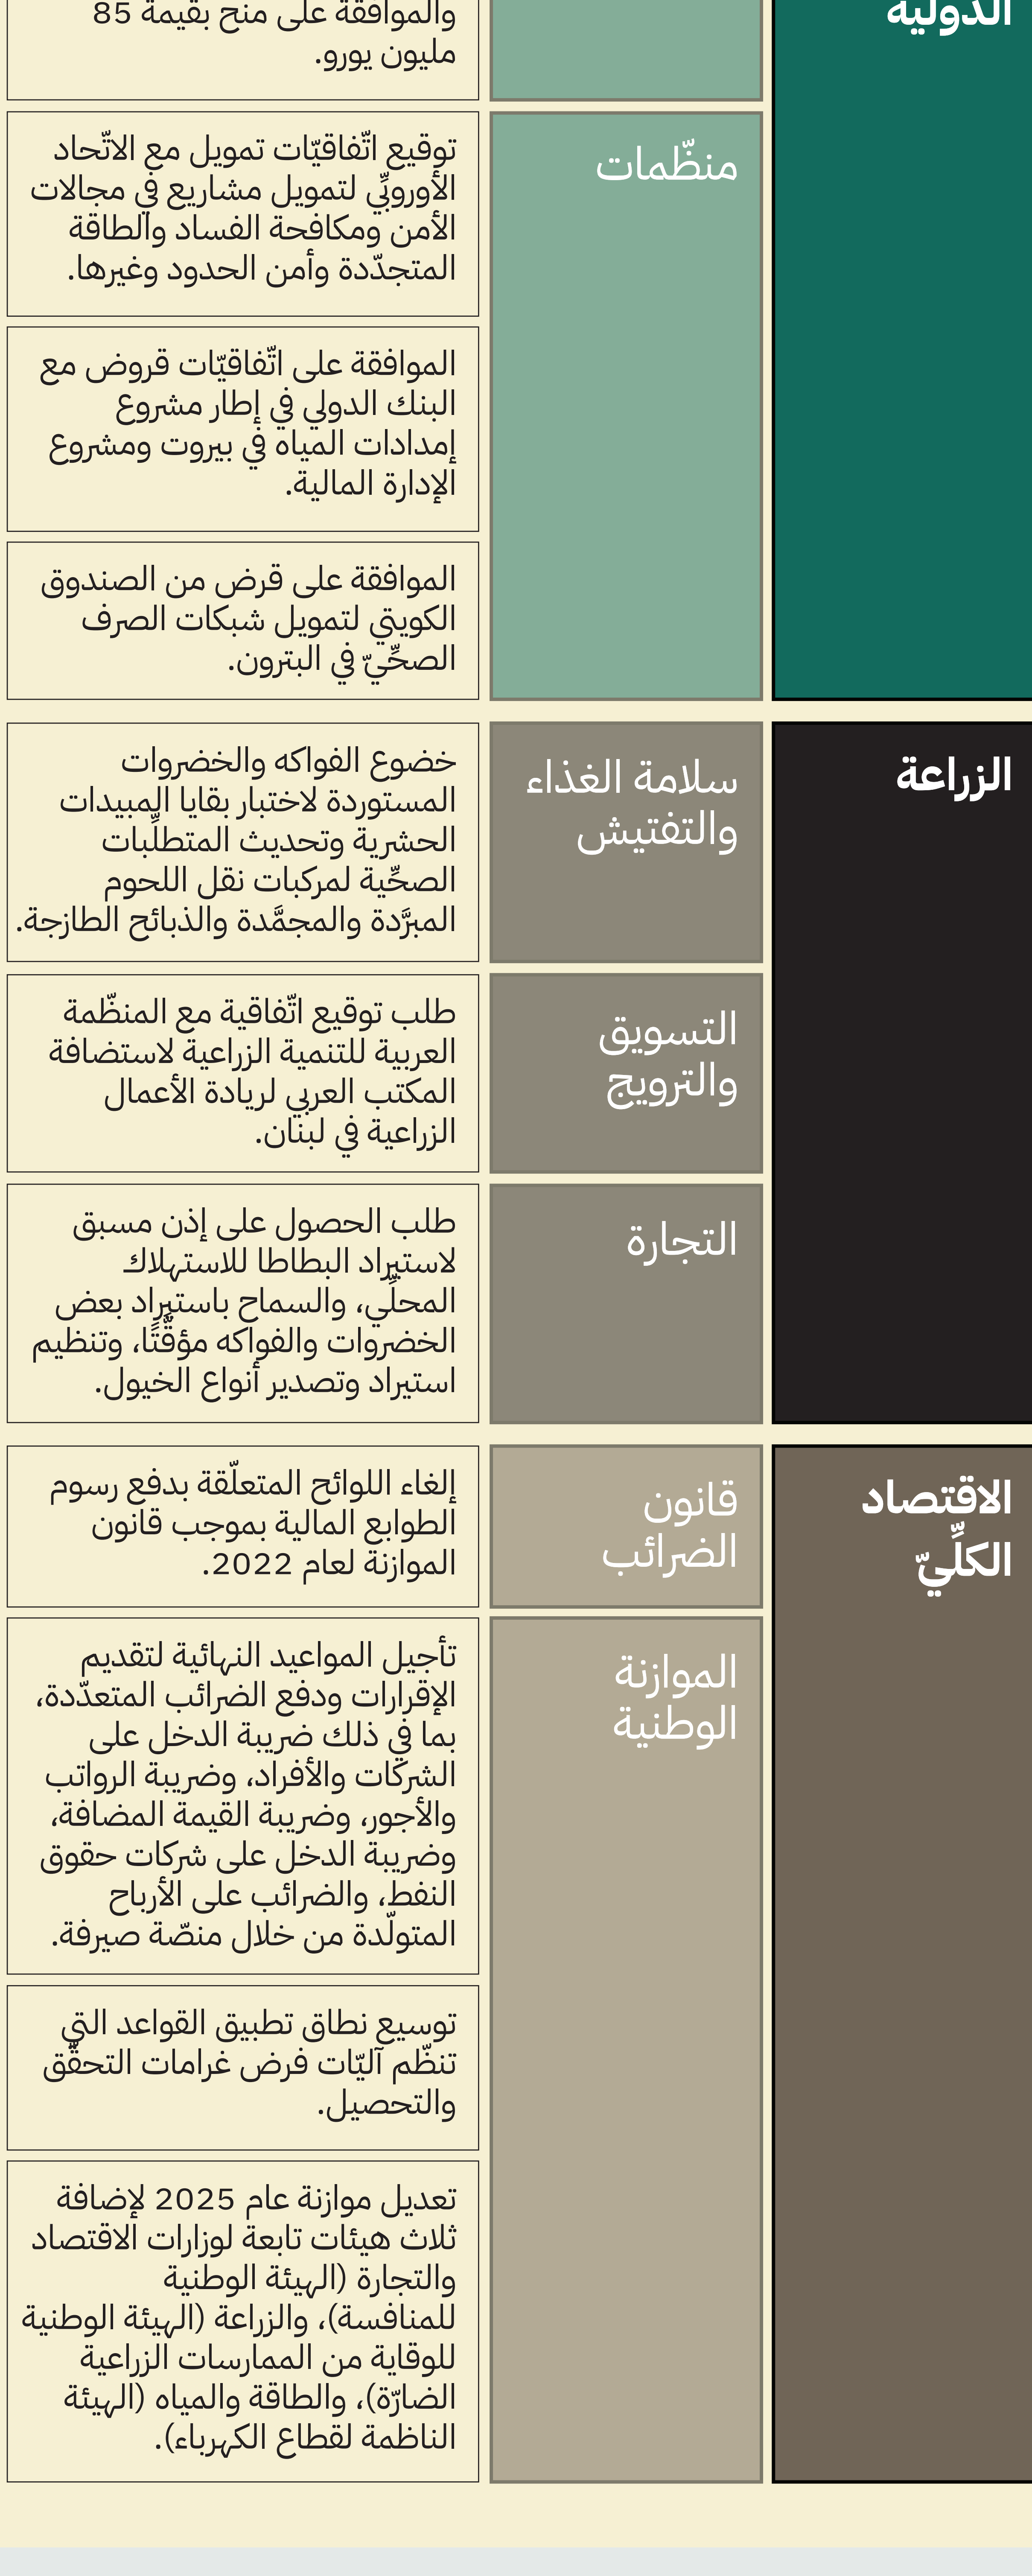 الدولية
والموافقة على منح بقيمة 85
مليون يورو.
منظّمات
توقيع اتّفاقيّات تمويل مع الاتّحاد
الأوروبيّ لتمويل مشاريع في مجالات
الأمن ومكافحة الفساد والطاقة
المتجدّدة وأمن الحدود وغيرها.
الموافقة على اتّفاقيّات قروض مع
البنك الدولي في إطار مشروع
إمدادات المياه في بيروت ومشروع
الإدارة المالية.
الموافقة على قرض من الصندوق
الكويتي لتمويل شبكات الصرف
الصحِّيّ في البترون.
الزراعة
سلامة الغذاء
والتفتيش
خضوع الفواكه والخضروات
المستوردة لاختبار بقايا المبيدات
الحشرية وتحديث المتطلِّبات
الصحِّية لمركبات نقل اللحوم
المبرَّدة والمجمَّدة والذبائح الطازجة.
التسويق
والترويج
طلب توقيع اتّفاقية مع المنظّمة
العربية للتنمية الزراعية لاستضافة
المكتب العربي لريادة الأعمال
الزراعية في لبنان.
التجارة
طلب الحصول على إذن مسبق
لاستيراد البطاطا للاستهلاك
المحلِّي، والسماح باستيراد بعض
الخضروات والفواكه مؤقَّتًا، وتنظيم
استيراد وتصدير أنواع الخيول.
الاقتصاد
الكلِّيّ
قانون
الضرائب
إلغاء اللوائح المتعلّقة بدفع رسوم
الطوابع المالية بموجب قانون
الموازنة لعام 2022.
الموازنة
الوطنية
تأجيل المواعيد النهائية لتقديم
الإقرارات ودفع الضرائب المتعدّدة،
بما في ذلك ضريبة الدخل على
الشركات والأفراد، وضريبة الرواتب
والأجور، وضريبة القيمة المضافة،
وضريبة الدخل على شركات حقوق
النفط، والضرائب على الأرباح
المتولّدة من خلال منصّة صيرفة.
توسيع نطاق تطبيق القواعد التي
تنظّم آليّات فرض غرامات التحقّق
والتحصيل.
تعديل موازنة عام 2025 لإضافة
ثلاث هيئات تابعة لوزارات الاقتصاد
والتجارة (الهيئة الوطنية
للمنافسة)، والزراعة (الهيئة الوطنية
للوقاية من الممارسات الزراعية
الضارّة)، والطاقة والمياه (الهيئة
الناظمة لقطاع الكهرباء).